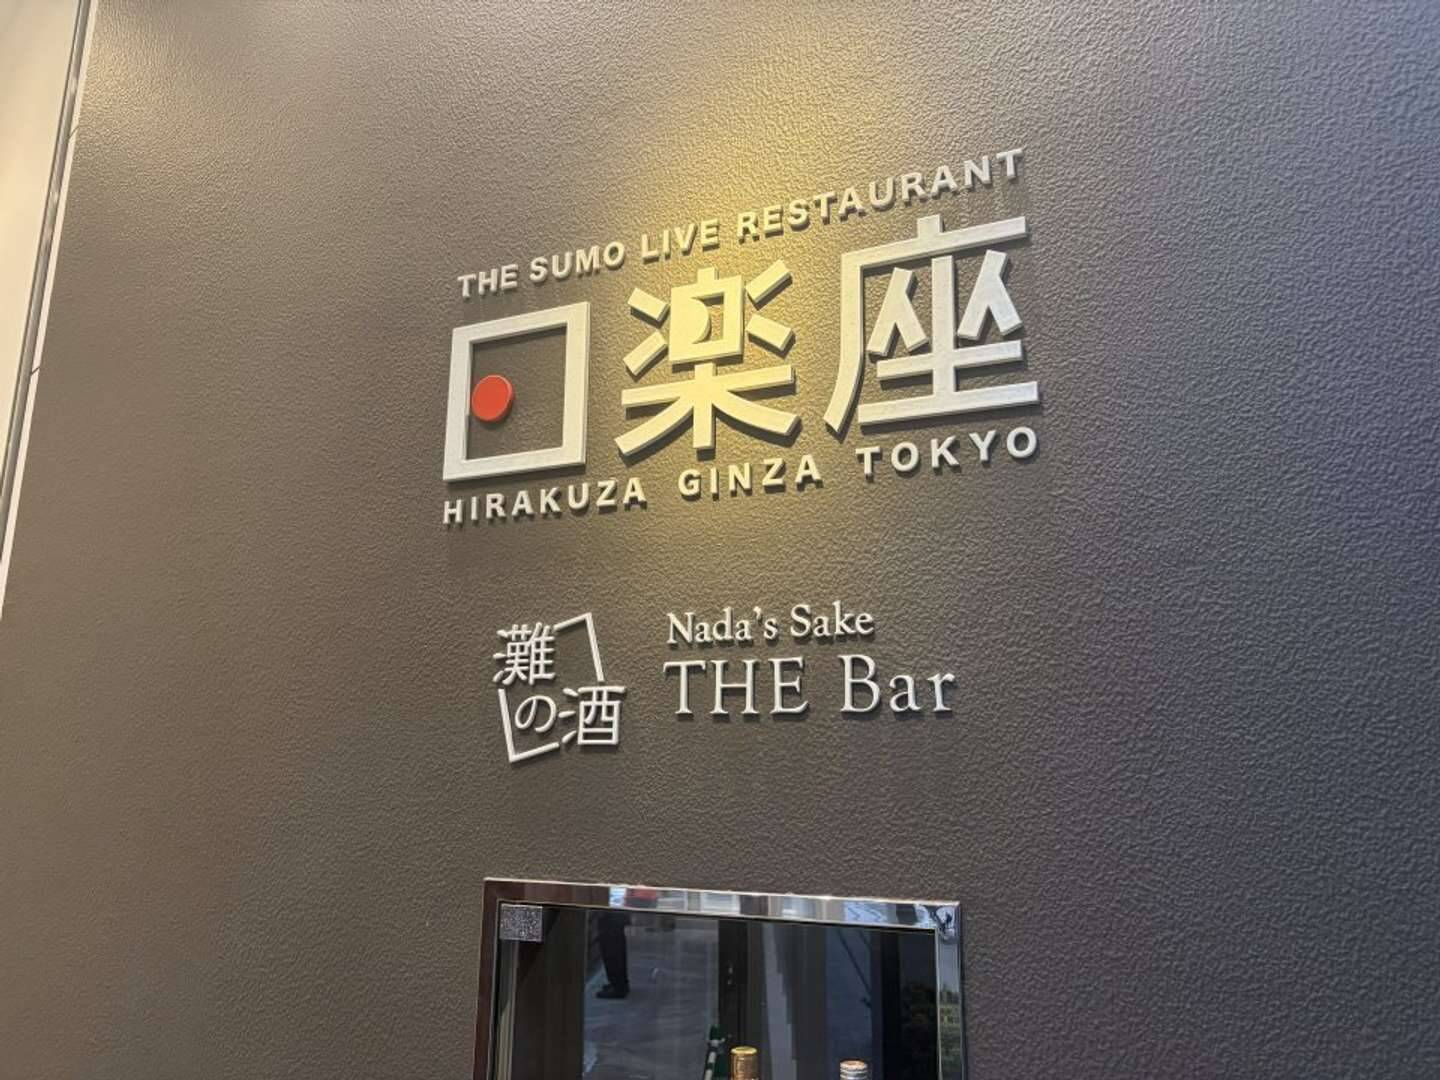 THE SUMO LIVE RESTAURANT
日楽座
HIRAKUZA GINZA TOKYO
灘の酒
Nada's Sake
THE Bar